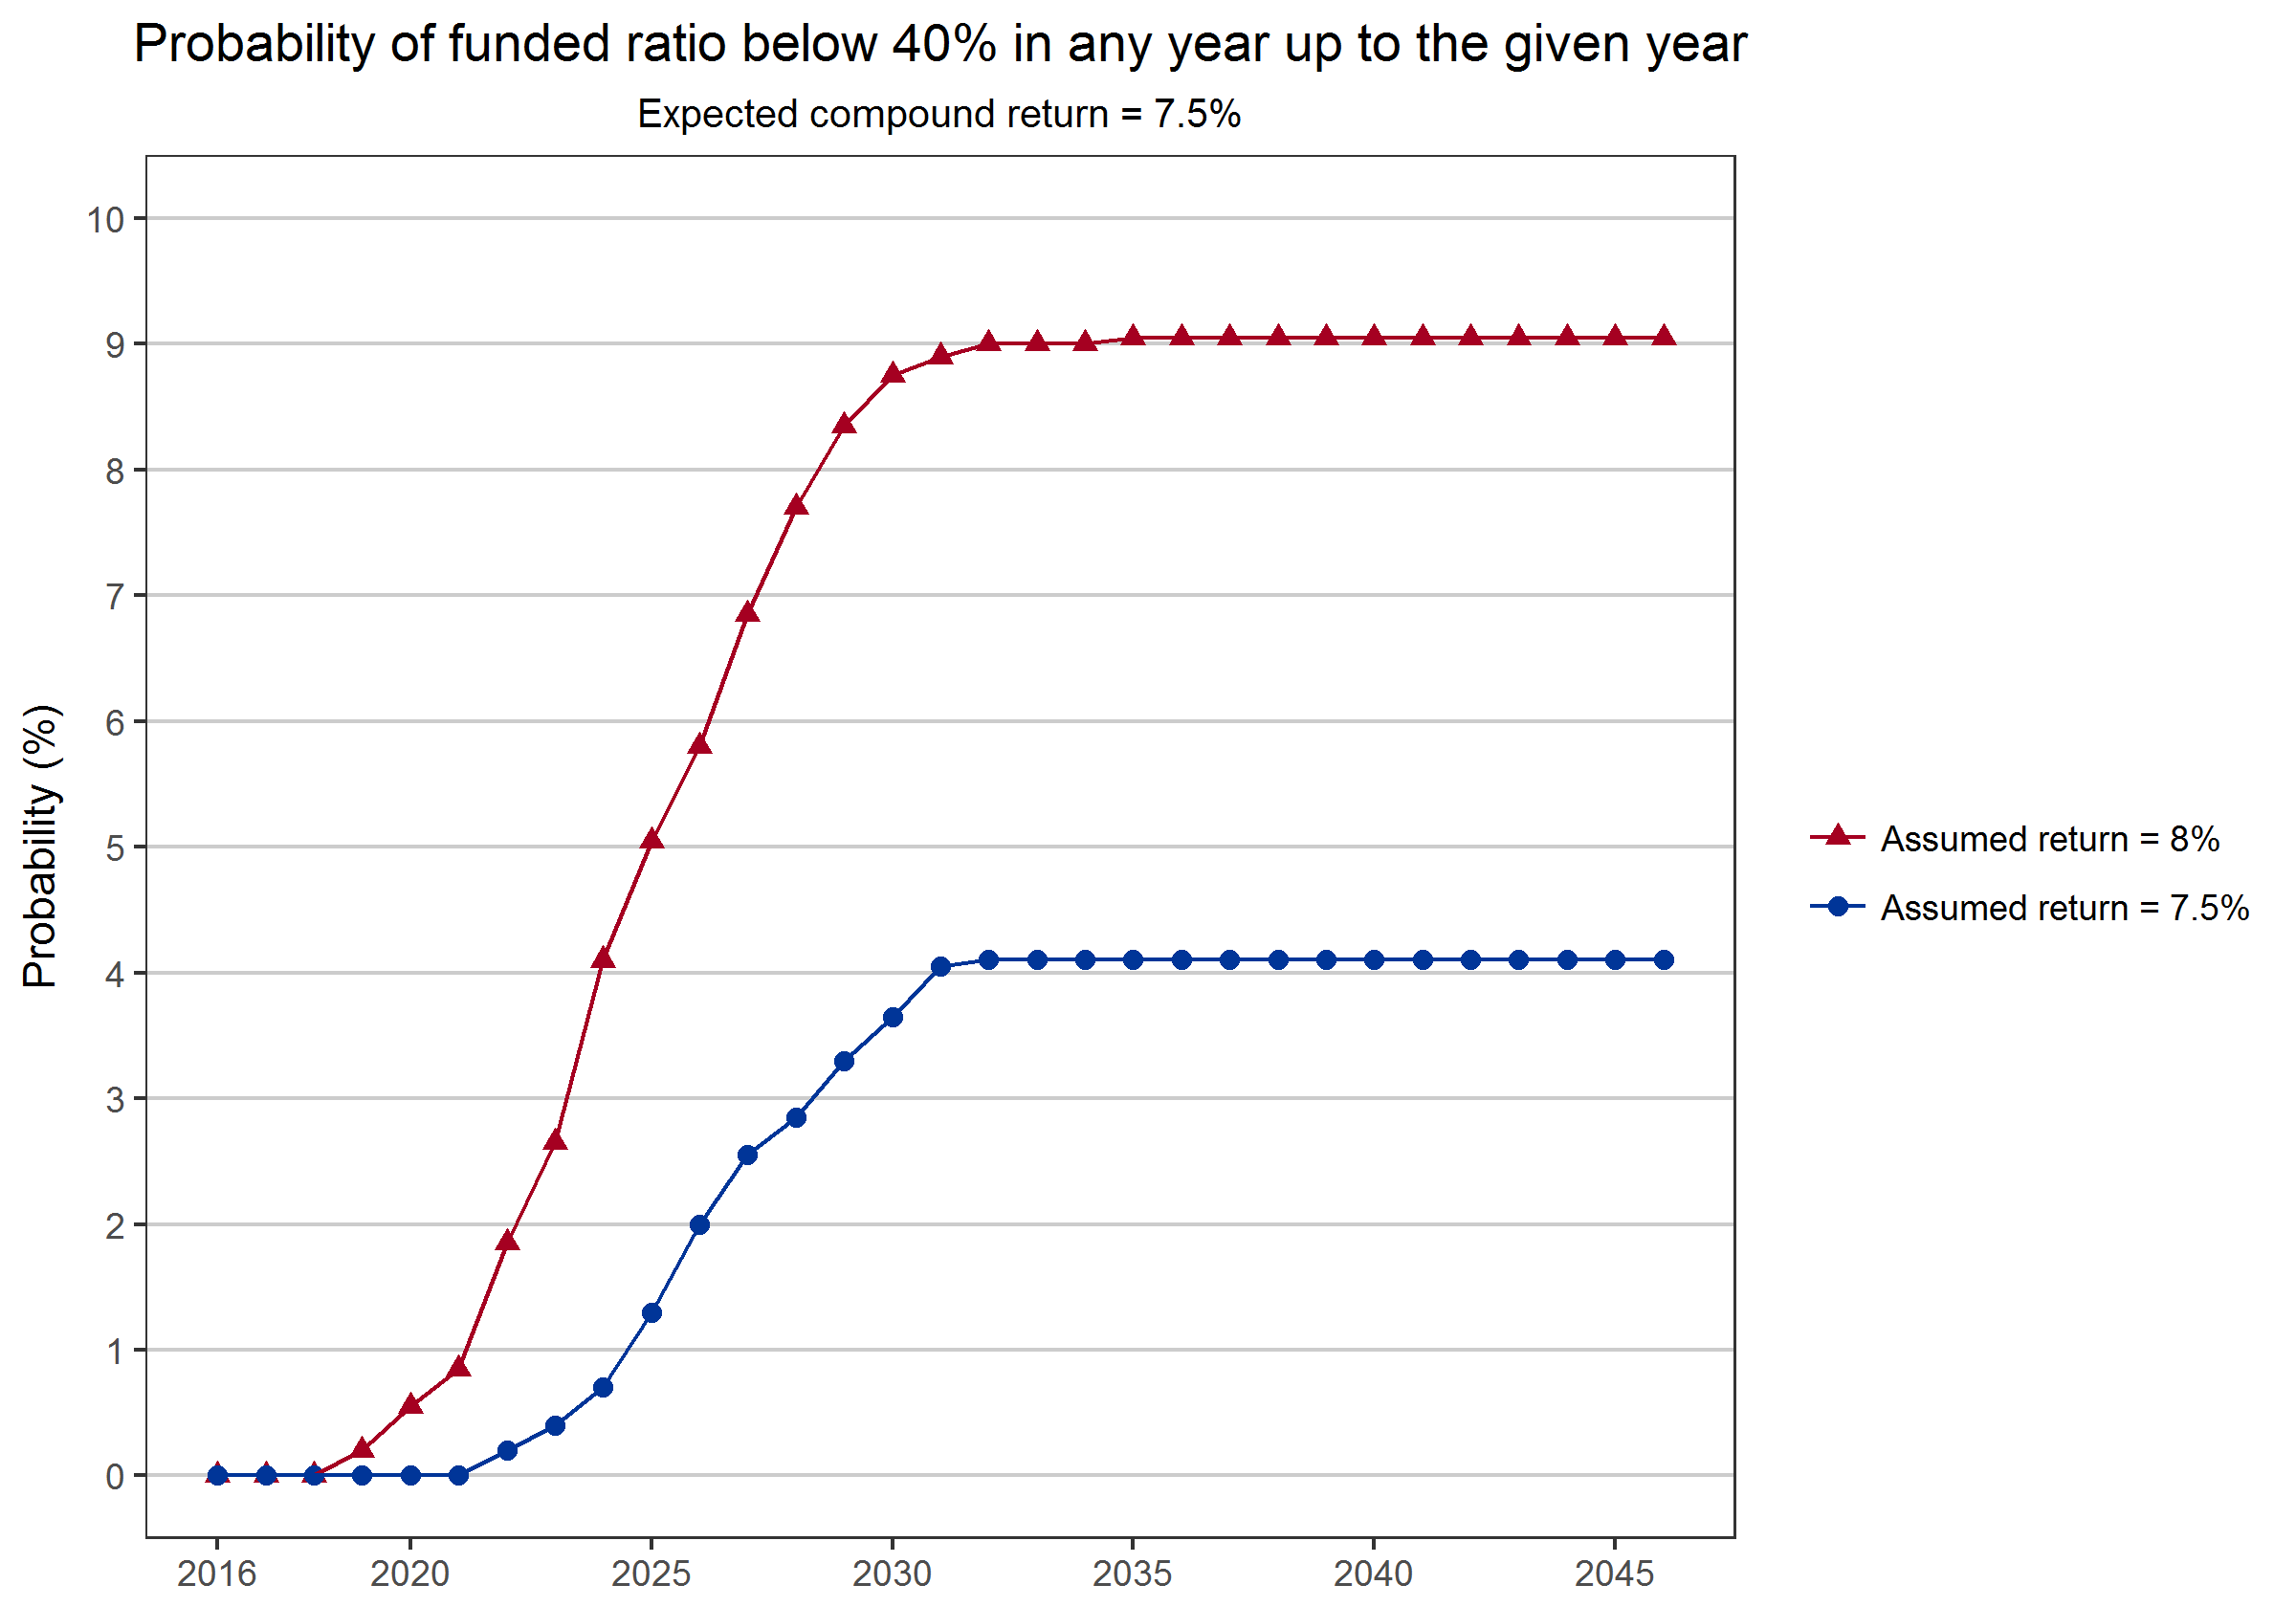 Probability of funded ratio below 40% in any year up to the given year
Expected compound return = 7.5%
Probability (%)
10
9
8
7
6
5
4
3
2
1
0
2016 2020 2025 2030 2035 2040 2045
Assumed return = 8%
Assumed return = 7.5%